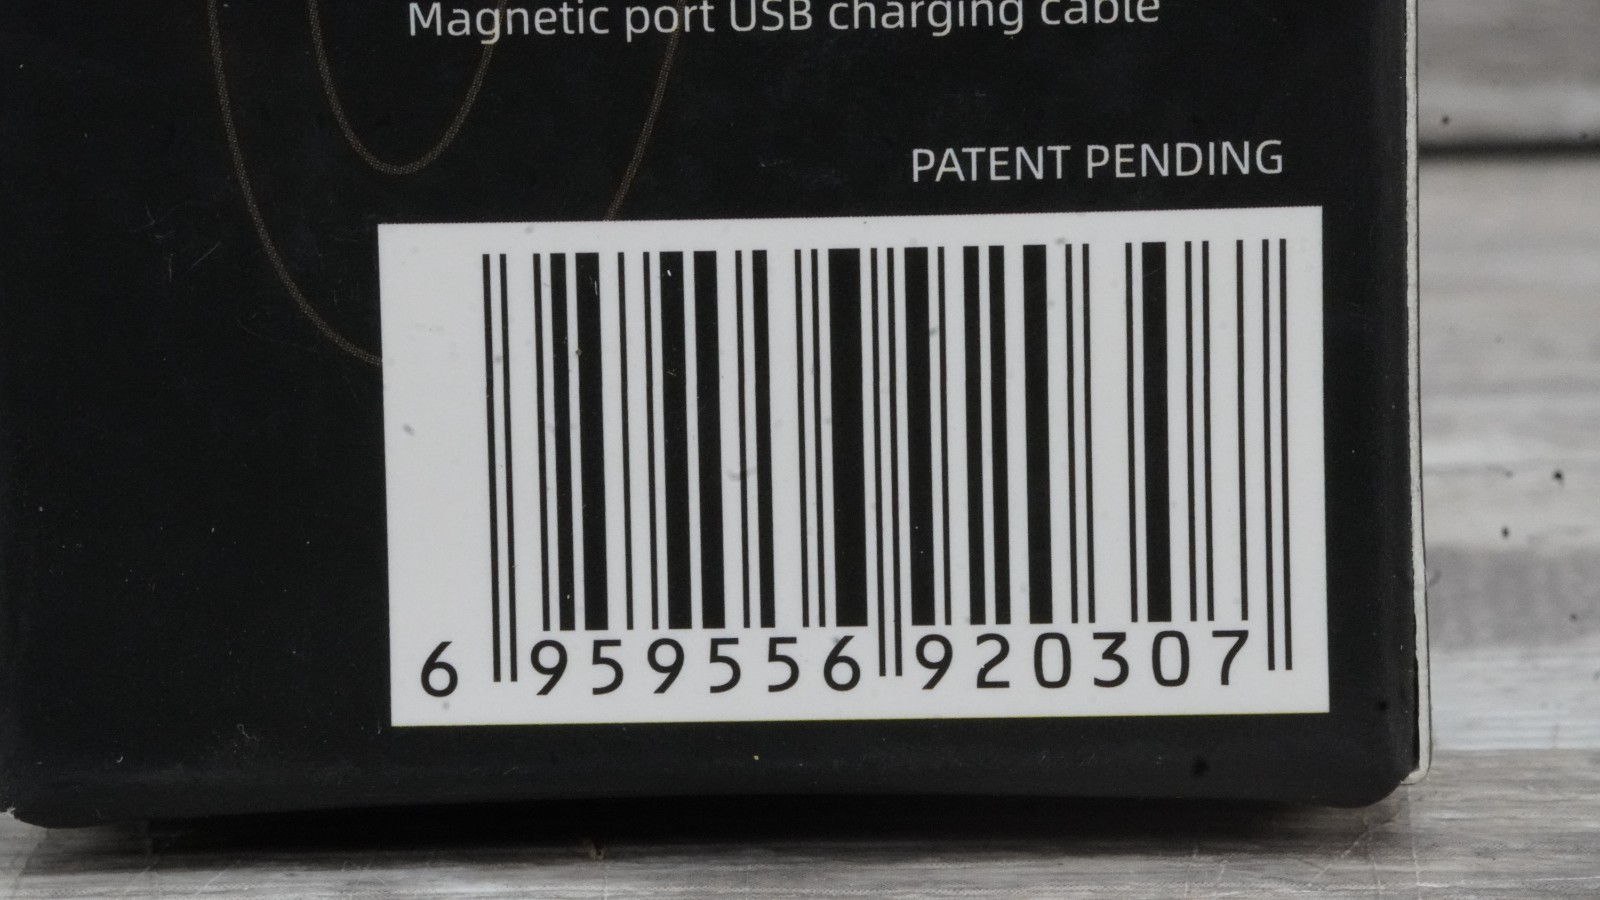 Magnetic port USB charging cable
PATENT PENDING
6 959556 920307